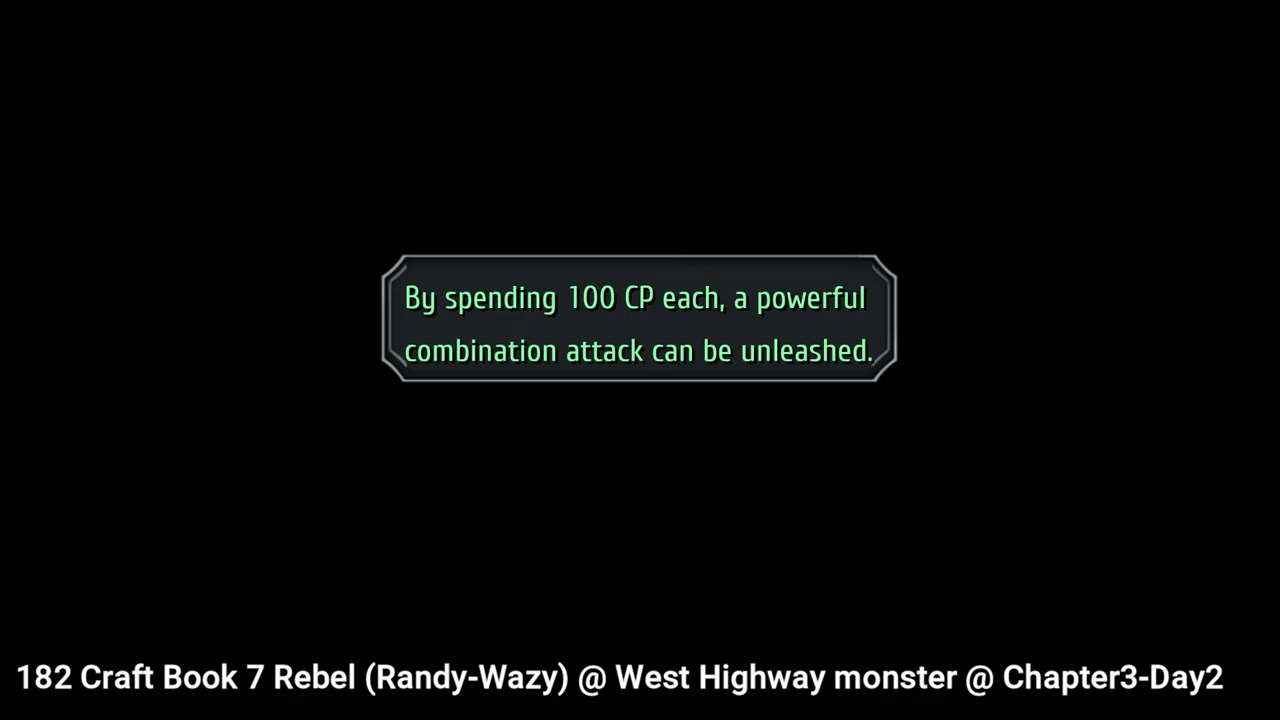 By spending 100 CP each, a powerful
combination attack can be unleashed.
182 Craft Book 7 Rebel (Randy-Wazy) @ West Highway monster @ Chapter3-Day2